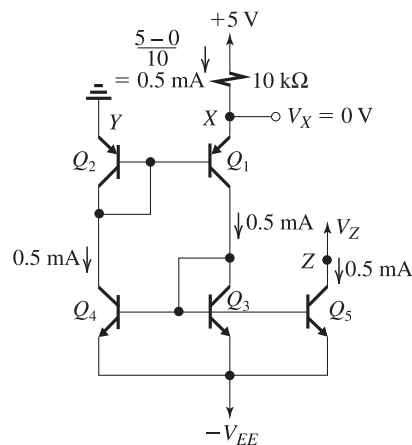 +5 V
5 – 0
10
= 0.5 mA
10 kΩ
Y
X
V_X = 0 V
Q_2
Q_1
0.5 mA
V_Z
0.5 mA
Z
0.5 mA
Q_4
Q_3
Q_5
–V_EE